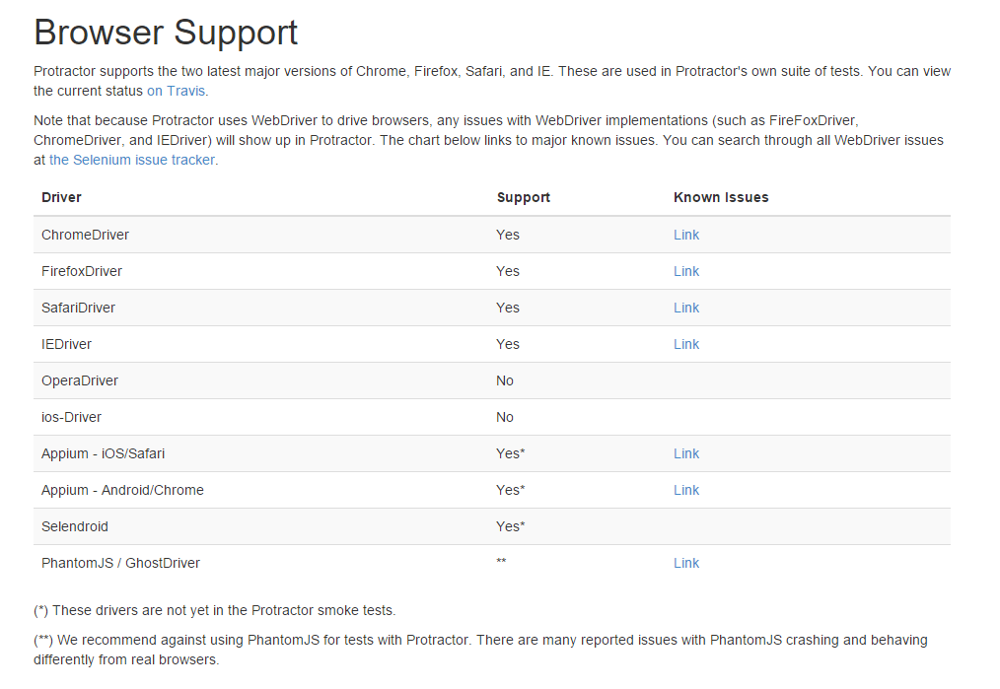 Browser Support
Protractor supports the two latest major versions of Chrome, Firefox, Safari, and IE. These are used in Protractor's own suite of tests. You can view
the current status on Travis.
Note that because Protractor uses WebDriver to drive browsers, any issues with WebDriver implementations (such as FireFoxDriver,
ChromeDriver, and IEDriver) will show up in Protractor. The chart below links to major known issues. You can search through all WebDriver issues
at the Selenium issue tracker.
Driver Support Known Issues
ChromeDriver Yes Link
FirefoxDriver Yes Link
SafariDriver Yes Link
IEDriver Yes Link
OperaDriver No
ios-Driver No
Appium - iOS/Safari Yes* Link
Appium - Android/Chrome Yes* Link
Selendroid Yes*
PhantomJS / GhostDriver ** Link
(*) These drivers are not yet in the Protractor smoke tests.
(**) We recommend against using PhantomJS for tests with Protractor. There are many reported issues with PhantomJS crashing and behaving
differently from real browsers.